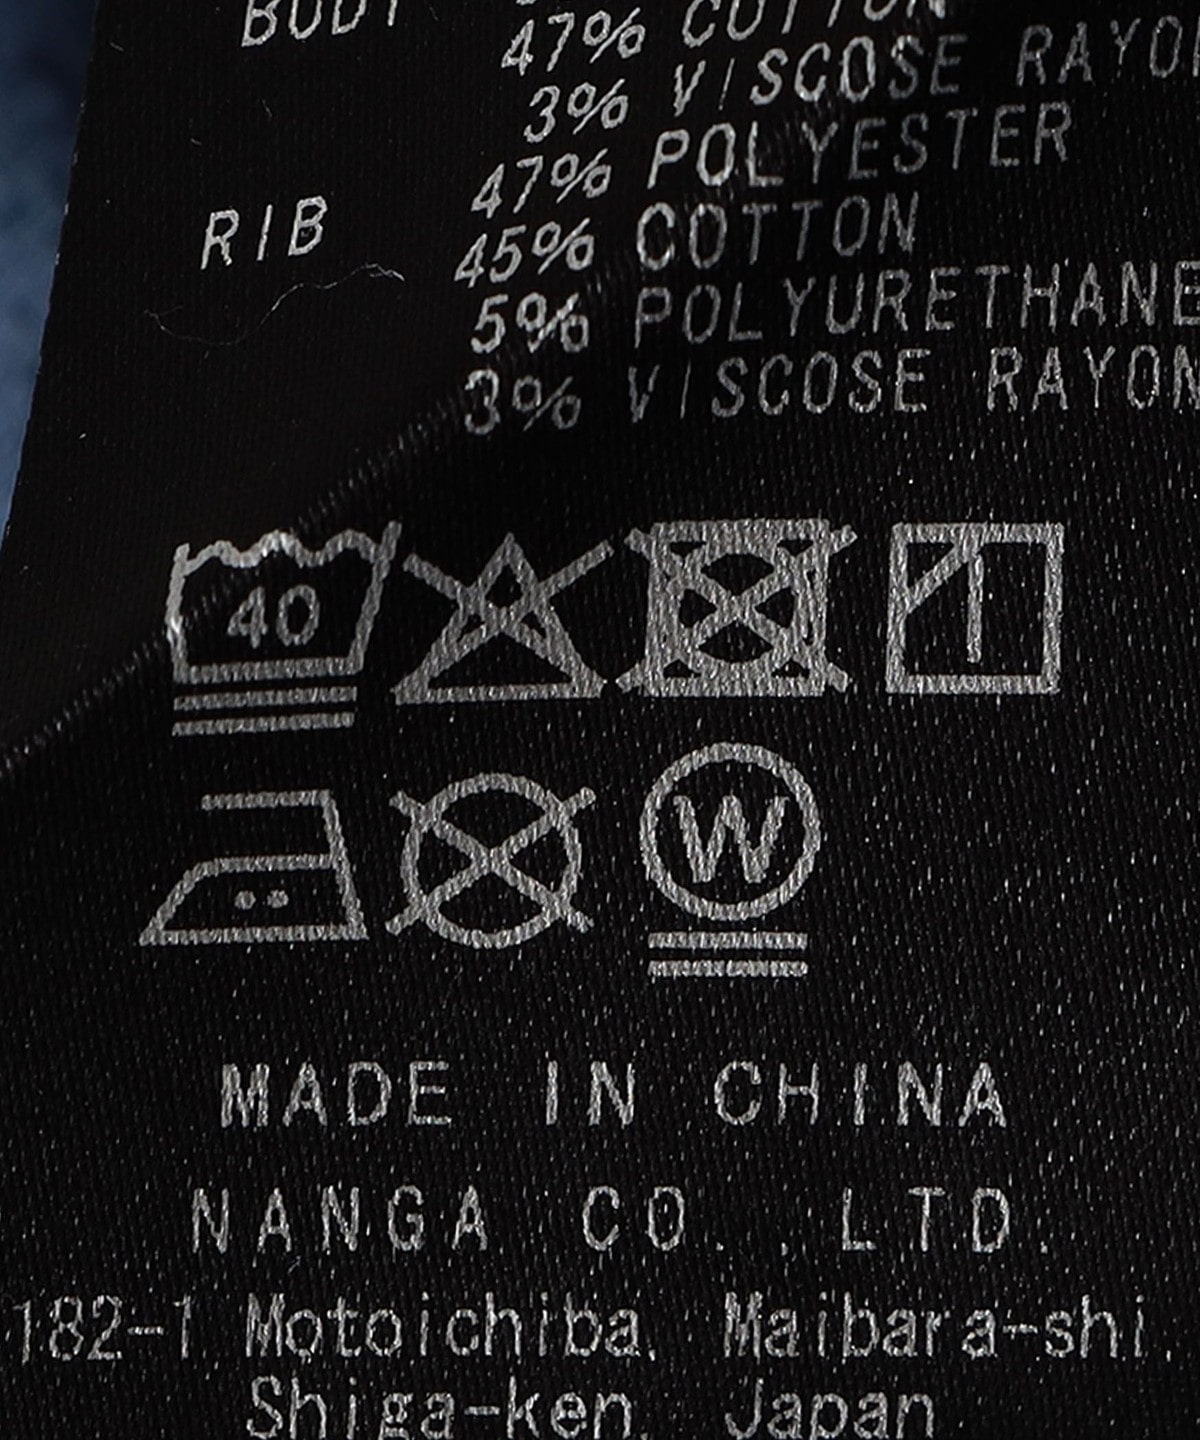 BODY
47% COTTON
3% VISCOSE RAYON
RIB 47% POLYESTER
45% COTTON
5% POLYURETHANE
3% VISCOSE RAYON
40
W
MADE IN CHINA
NANGA CO., LTD.
182-1 Motoichiba, Maibara-shi,
Shiga-ken, Japan